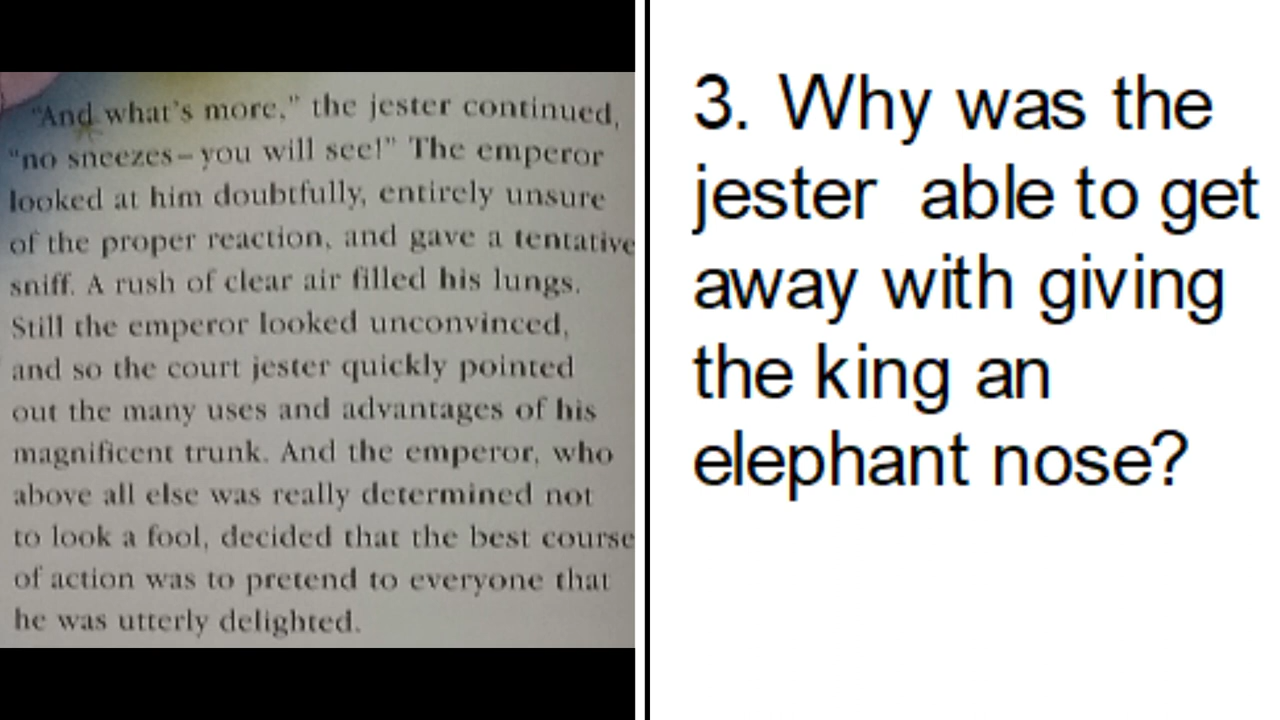 "And what's more," the jester continued,
"no sneezes – you will see!" The emperor
looked at him doubtfully, entirely unsure
of the proper reaction, and gave a tentative
sniff. A rush of clear air filled his lungs.
Still the emperor looked unconvinced,
and so the court jester quickly pointed
out the many uses and advantages of his
magnificent trunk. And the emperor, who
above all else was really determined not
to look a fool, decided that the best course
of action was to pretend to everyone that
he was utterly delighted.
3. Why was the
jester able to get
away with giving
the king an
elephant nose?